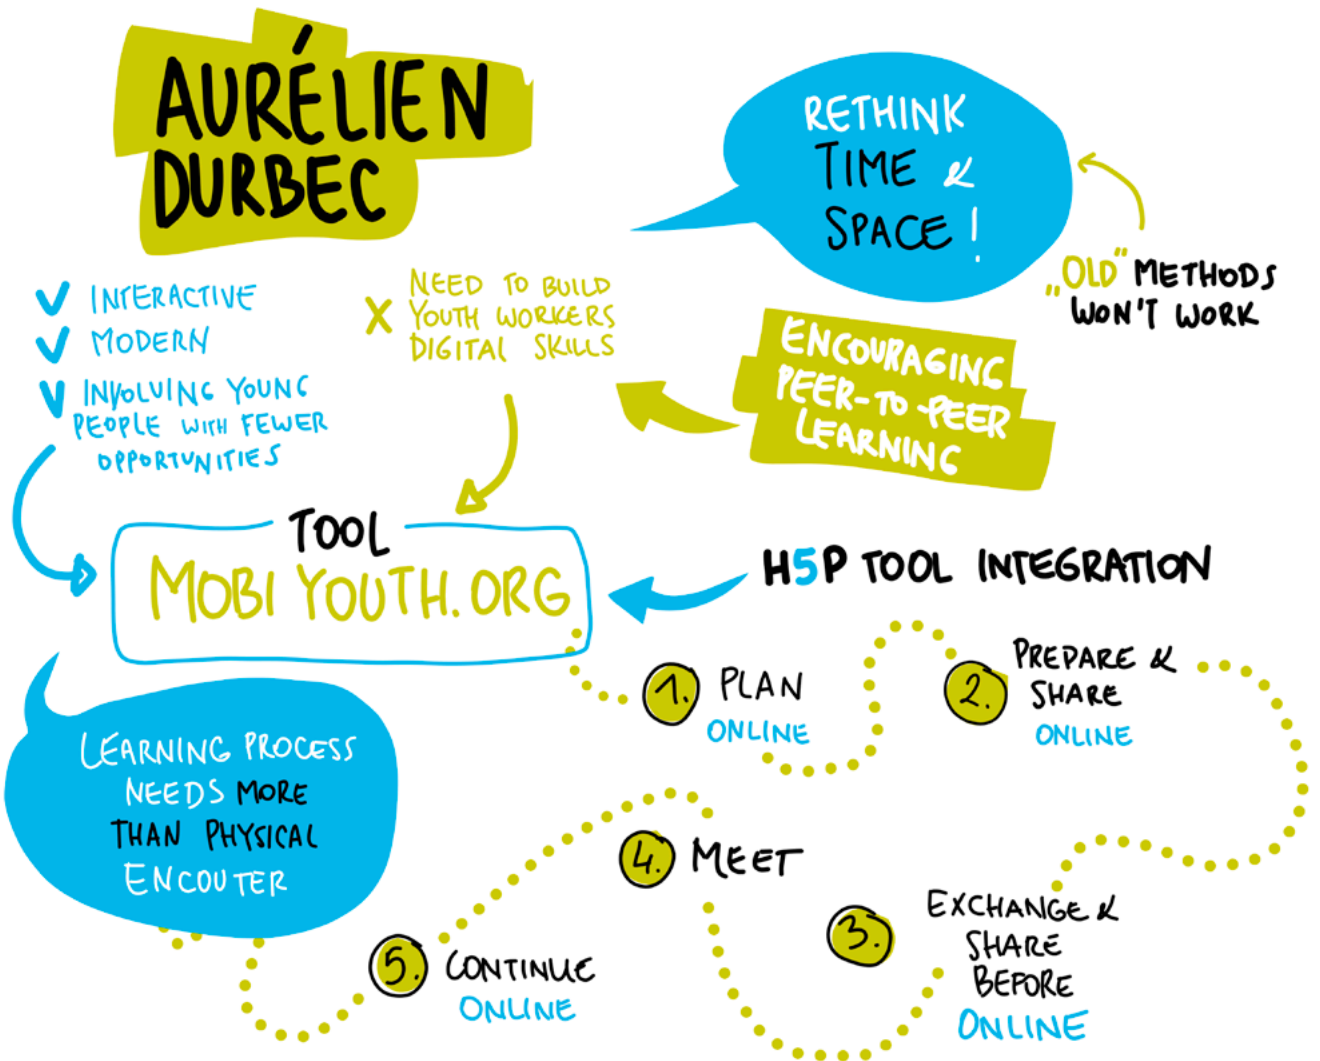 AURÉLIEN
DURBEC
RETHINK
TIME &
SPACE!
„OLD" METHODS
WON'T WORK
INTERACTIVE
MODERN
INVOLVING YOUNG
PEOPLE WITH FEWER
OPPORTUNITIES
NEED TO BUILD
YOUTH WORKERS
DIGITAL SKILLS
ENCOURAGING
PEER-TO-PEER
LEARNING
TOOL
MOBI YOUTH.ORG
H5P TOOL INTEGRATION
1. PLAN
ONLINE
2. PREPARE &
SHARE
ONLINE
3. EXCHANGE &
SHARE
BEFORE
ONLINE
4. MEET
5. CONTINUE
ONLINE
LEARNING PROCESS
NEEDS MORE
THAN PHYSICAL
ENCOUTER